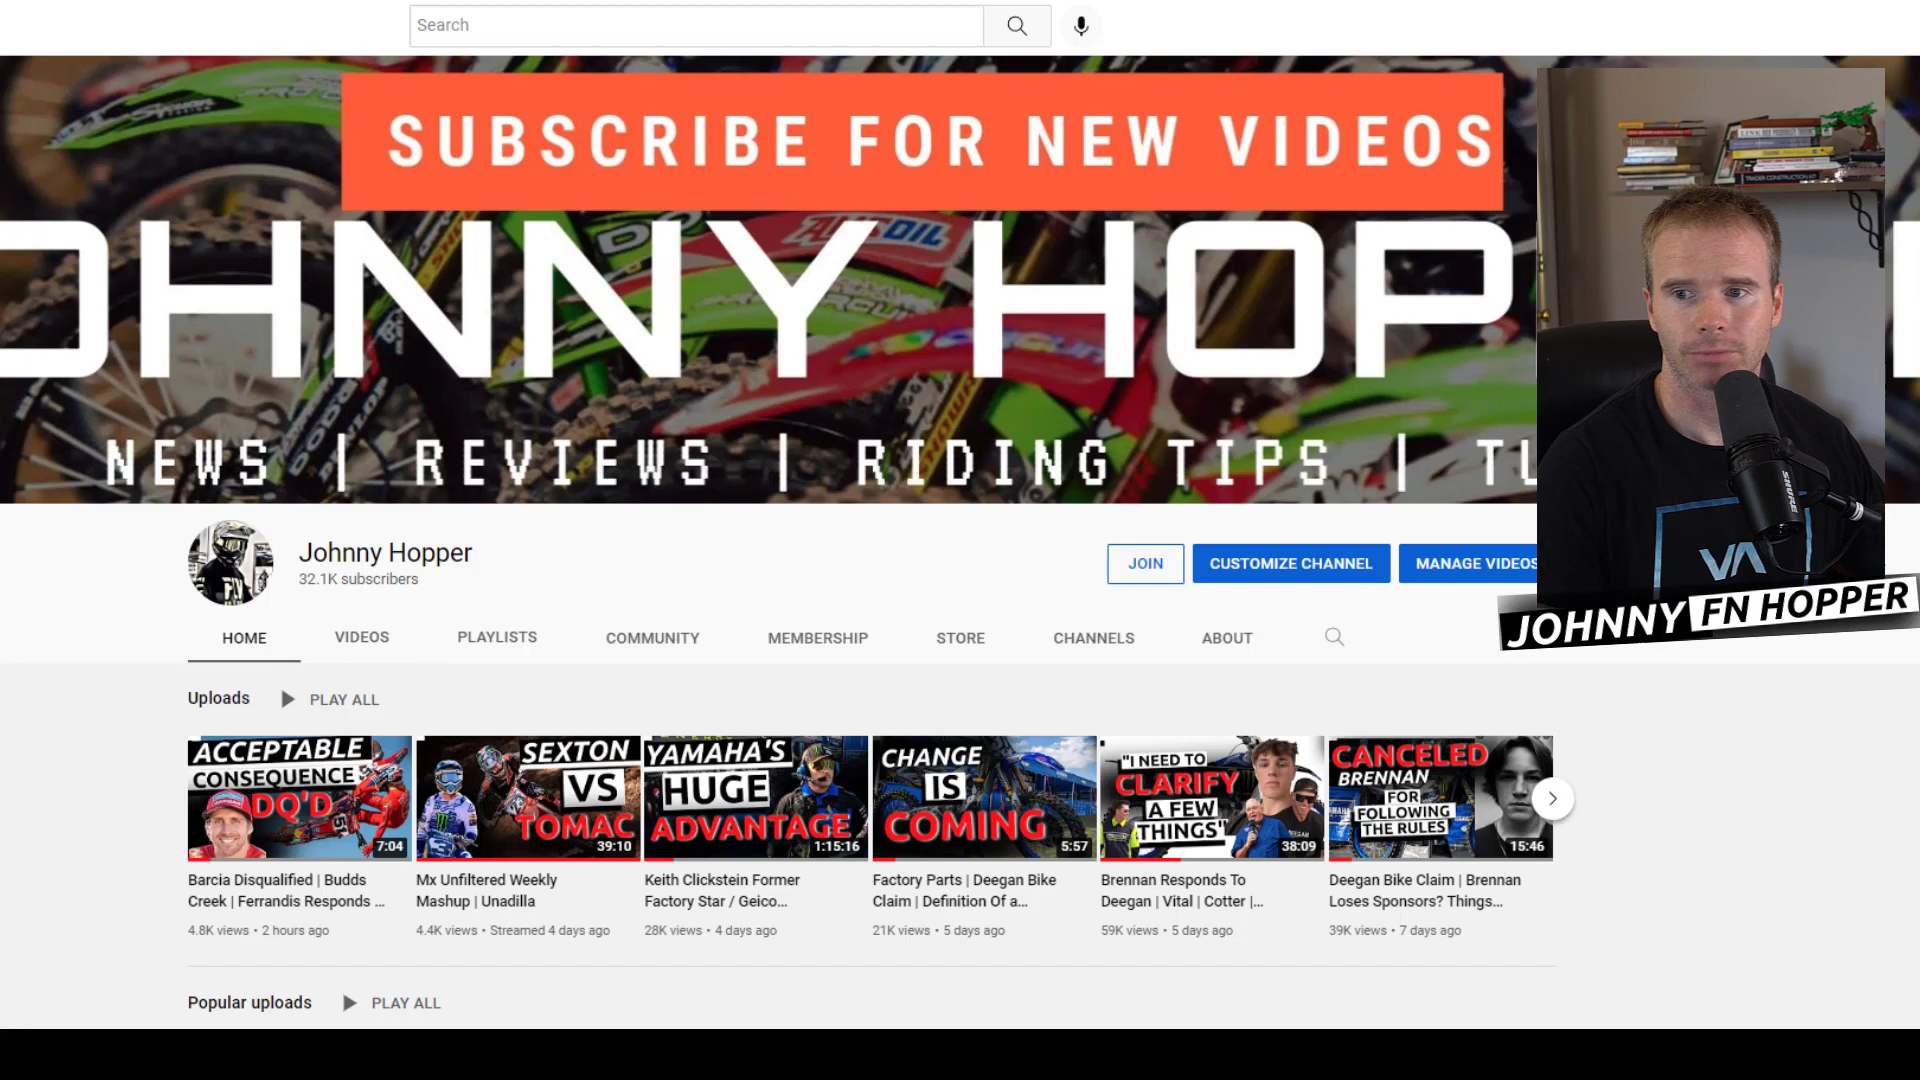 Search
SUBSCRIBE FOR NEW VIDEOS
OHNNY HOP
NEWS | REVIEWS | RIDING TIPS | TU
Johnny Hopper
32.1K subscribers
JOIN
CUSTOMIZE CHANNEL
MANAGE VIDEOS
JOHNNY FN HOPPER
HOME
VIDEOS
PLAYLISTS
COMMUNITY
MEMBERSHIP
STORE
CHANNELS
ABOUT
Uploads
PLAY ALL
ACCEPTABLE
CONSEQUENCE
DQ'D
7:04
SEXTON
VS
TOMAC
39:10
YAMAHA'S
HUGE
ADVANTAGE
1:15:16
CHANGE
IS
COMING
5:57
"I NEED TO
CLARIFY
A FEW
THINGS"
38:09
CANCELED
BRENNAN
FOR
FOLLOWING
THE RULES
15:46
Barcia Disqualified | Budds
Creek | Ferrandis Responds ...
4.8K views • 2 hours ago
Mx Unfiltered Weekly
Mashup | Unadilla
4.4K views • Streamed 4 days ago
Keith Clickstein Former
Factory Star / Geico...
28K views • 4 days ago
Factory Parts | Deegan Bike
Claim | Definition Of a...
21K views • 5 days ago
Brennan Responds To
Deegan | Vital | Cotter |...
59K views • 5 days ago
Deegan Bike Claim | Brennan
Loses Sponsors? Things...
39K views • 7 days ago
Popular uploads
PLAY ALL